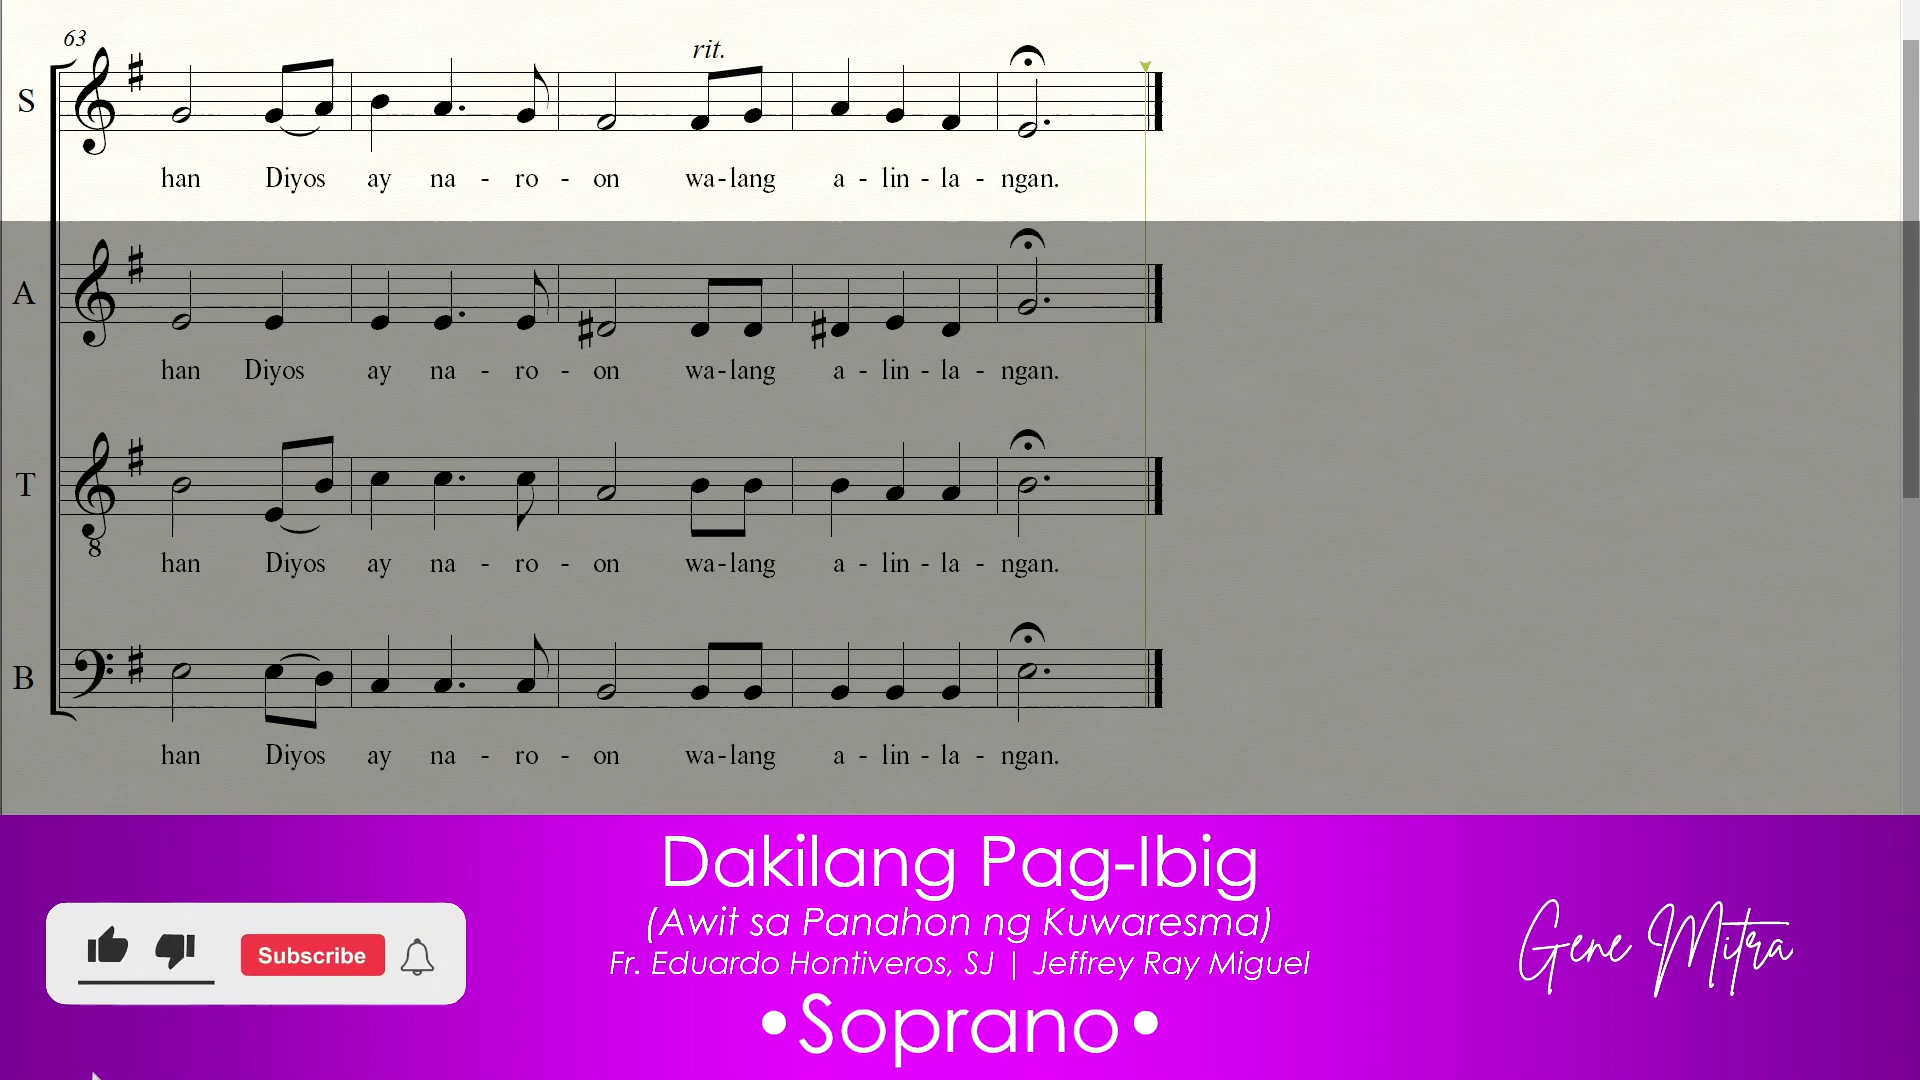 63
rit.
S
han Diyos ay na - ro - on wa - lang a - lin - la - ngan.
A
han Diyos ay na - ro - on wa - lang a - lin - la - ngan.
T
8
han Diyos ay na - ro - on wa - lang a - lin - la - ngan.
B
han Diyos ay na - ro - on wa - lang a - lin - la - ngan.
Dakilang Pag-Ibig
(Awit sa Panahon ng Kuwaresma)
Fr. Eduardo Hontiveros, SJ | Jeffrey Ray Miguel
•Soprano•
Subscribe
Gene Mitra